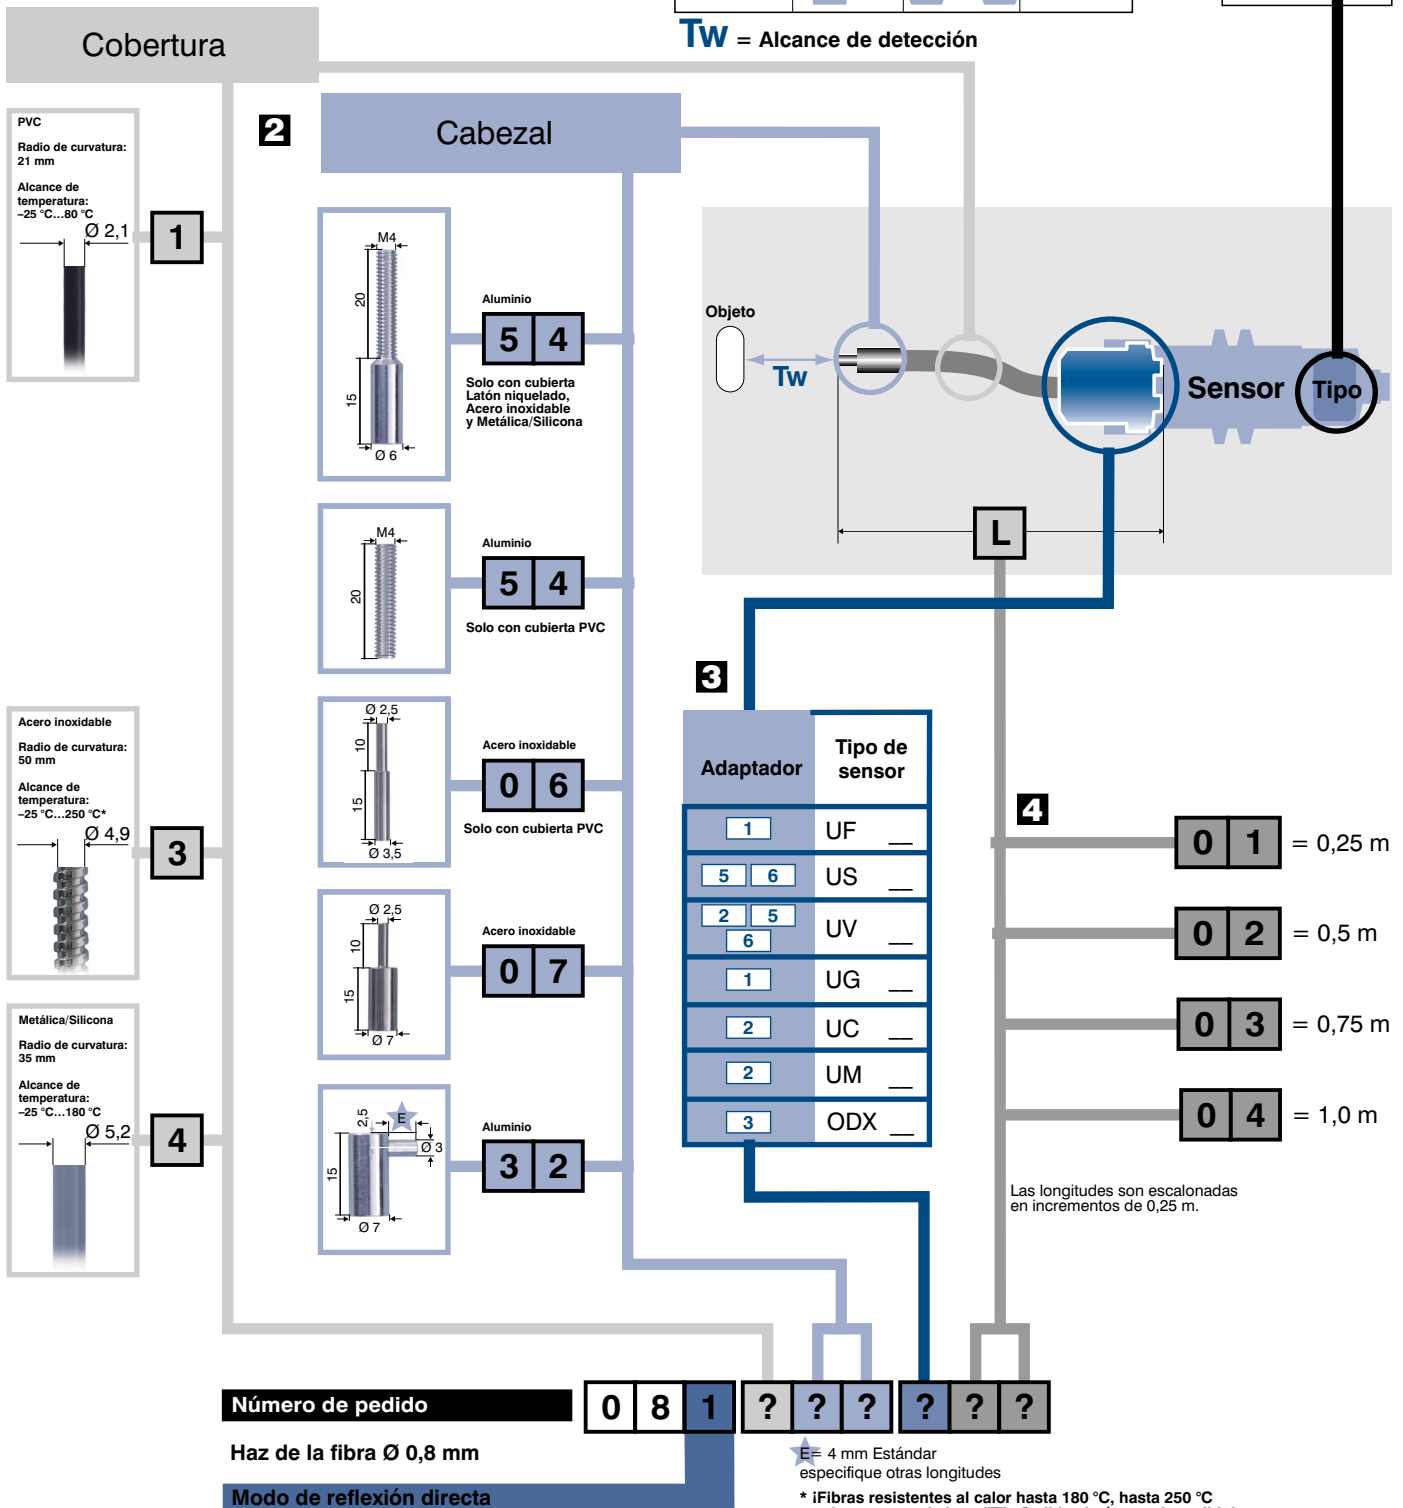 Tw = Alcance de detección
Cobertura
PVC
Radio de curvatura:
21 mm
Alcance de
temperatura:
–25 °C...80 °C
Ø 2,1
1
Acero inoxidable
Radio de curvatura:
50 mm
Alcance de
temperatura:
–25 °C...250 °C*
Ø 4,9
3
Metálica/Silicona
Radio de curvatura:
35 mm
Alcance de
temperatura:
–25 °C...180 °C
Ø 5,2
4
2
Cabezal
M4
20
15
Ø 6
Aluminio
5 4
Solo con cubierta
Latón niquelado,
Acero inoxidable
y Metálica/Silicona
M4
20
Aluminio
5 4
Solo con cubierta PVC
Ø 2,5
10
15
Ø 3,5
Acero inoxidable
0 6
Solo con cubierta PVC
Ø 2,5
10
15
Ø 7
Acero inoxidable
0 7
2,5
E
Ø 3
15
Ø 7
Aluminio
3 2
Objeto
Tw
Sensor
Tipo
L
3
Adaptador
Tipo de
sensor
1 UF __
5 6 US __
2 5
6 UV __
1 UG __
2 UC __
2 UM __
3 ODX __
4
0 1 = 0,25 m
0 2 = 0,5 m
0 3 = 0,75 m
0 4 = 1,0 m
Las longitudes son escalonadas
en incrementos de 0,25 m.
Número de pedido
0 8 1 ? ? ? ? ? ?
Haz de la fibra Ø 0,8 mm
Modo de reflexión directa
E= 4 mm Estándar
especifique otras longitudes
* ¡Fibras resistentes al calor hasta 180 °C, hasta 250 °C